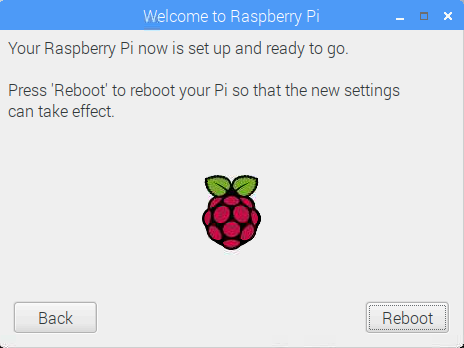 Welcome to Raspberry Pi
Your Raspberry Pi now is set up and ready to go.
Press 'Reboot' to reboot your Pi so that the new settings
can take effect.
Back
Reboot